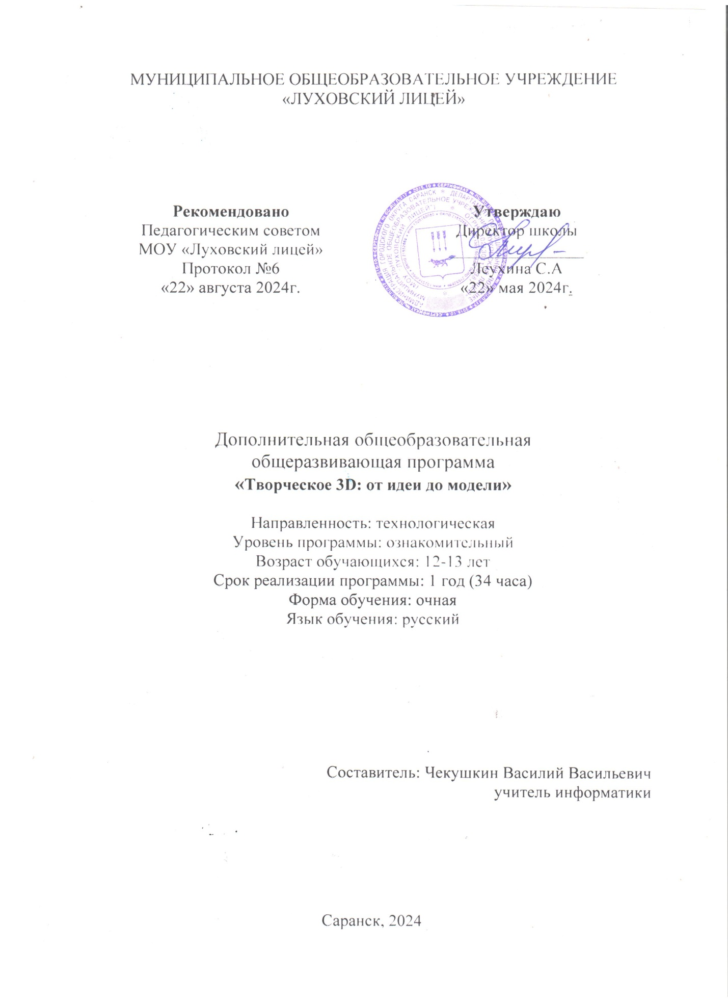 МУНИЦИПАЛЬНОЕ ОБЩЕОБРАЗОВАТЕЛЬНОЕ УЧРЕЖДЕНИЕ
«ЛУХОВСКИЙ ЛИЦЕЙ»
Рекомендовано
Педагогическим советом
МОУ «Луховский лицей»
Протокол №6
«22» августа 2024г.
Утверждаю
Директор школы
Леухина С.А
«22» мая 2024г.
Дополнительная общеобразовательная
общеразвивающая программа
«Творческое 3D: от идеи до модели»
Направленность: технологическая
Уровень программы: ознакомительный
Возраст обучающихся: 12-13 лет
Срок реализации программы: 1 год (34 часа)
Форма обучения: очная
Язык обучения: русский
Составитель: Чекушкин Василий Васильевич
учитель информатики
Саранск, 2024